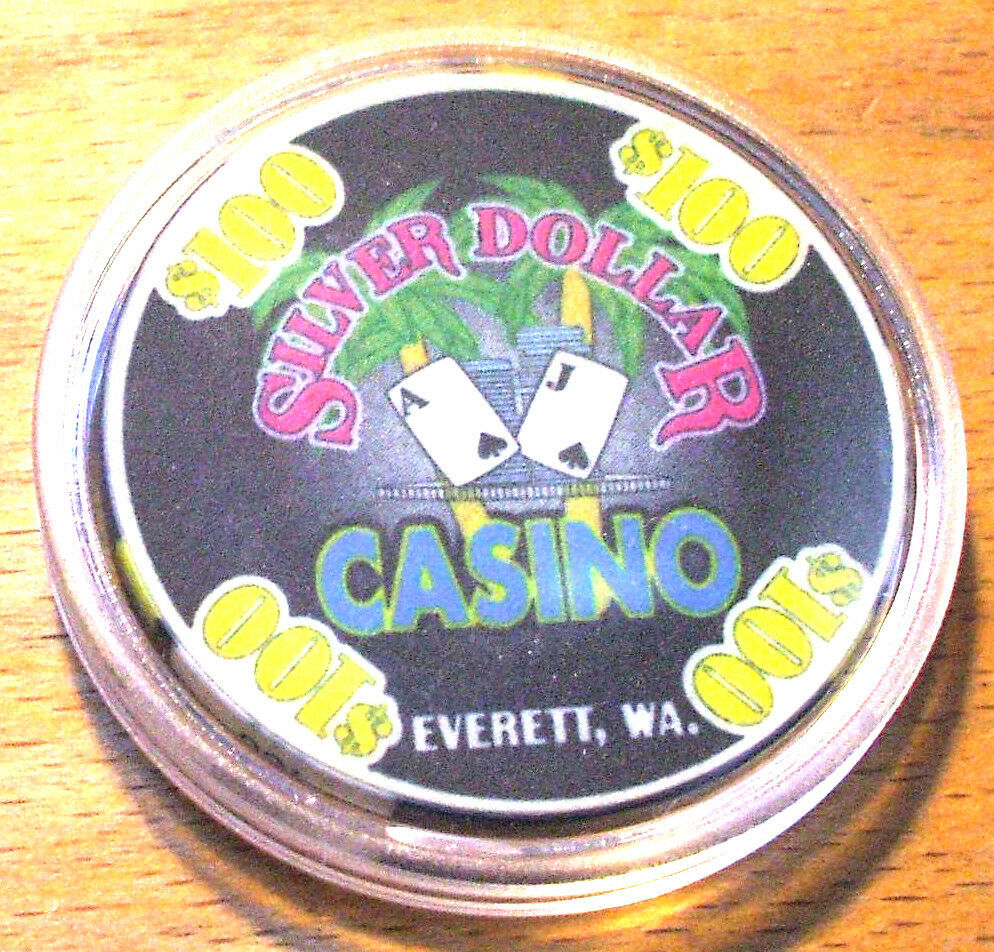 $100
$100
SILVER DOLLAR
A
J
CASINO
$100
$100
EVERETT, WA.